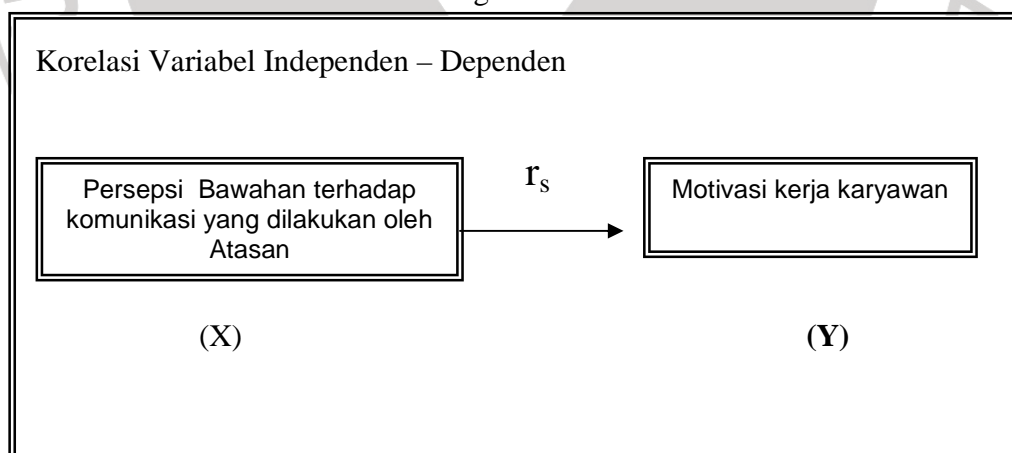 Korelasi Variabel Independen – Dependen
Persepsi Bawahan terhadap
komunikasi yang dilakukan oleh
Atasan
rs
Motivasi kerja karyawan
(X)
(Y)